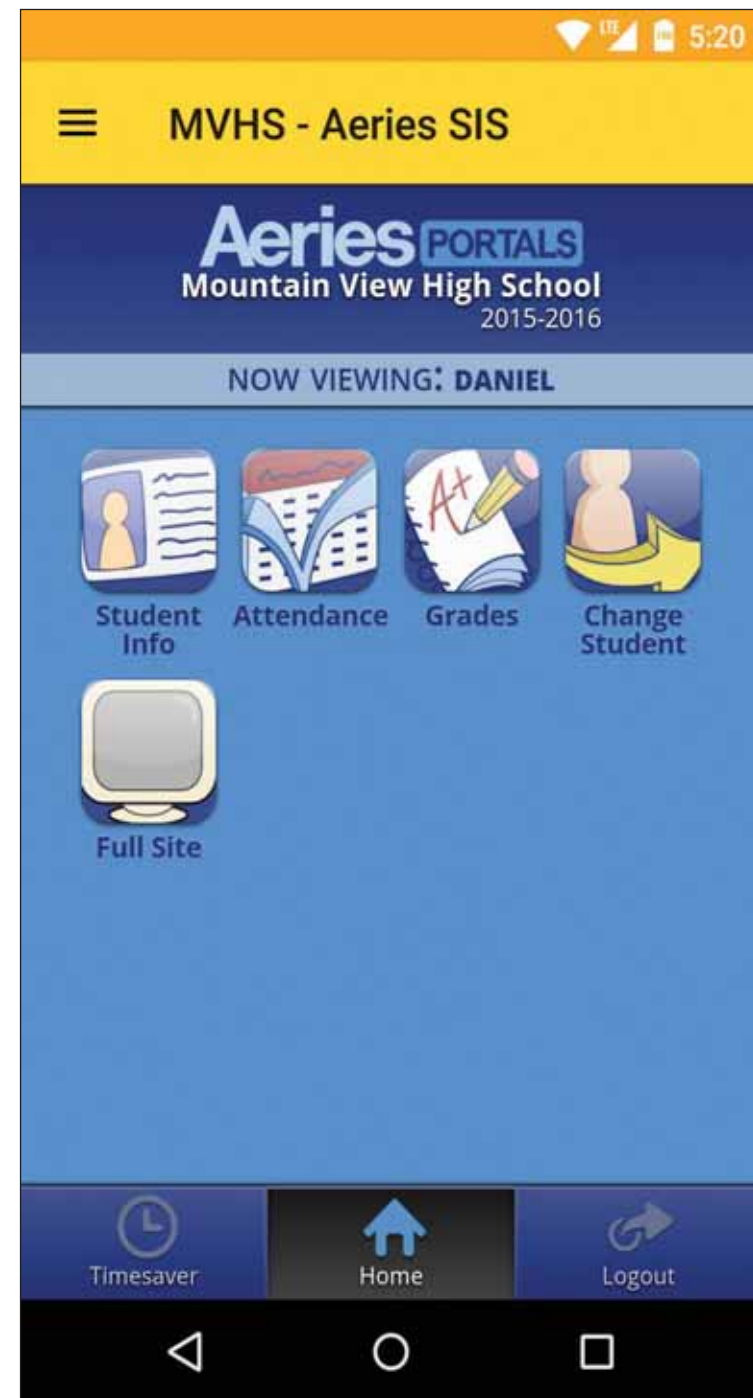 LTE 5:20
MVHS - Aeries SIS
Aeries PORTALS
Mountain View High School
2015-2016
NOW VIEWING: DANIEL
A+
Student Info
Attendance
Grades
Change Student
Full Site
Timesaver
Home
Logout